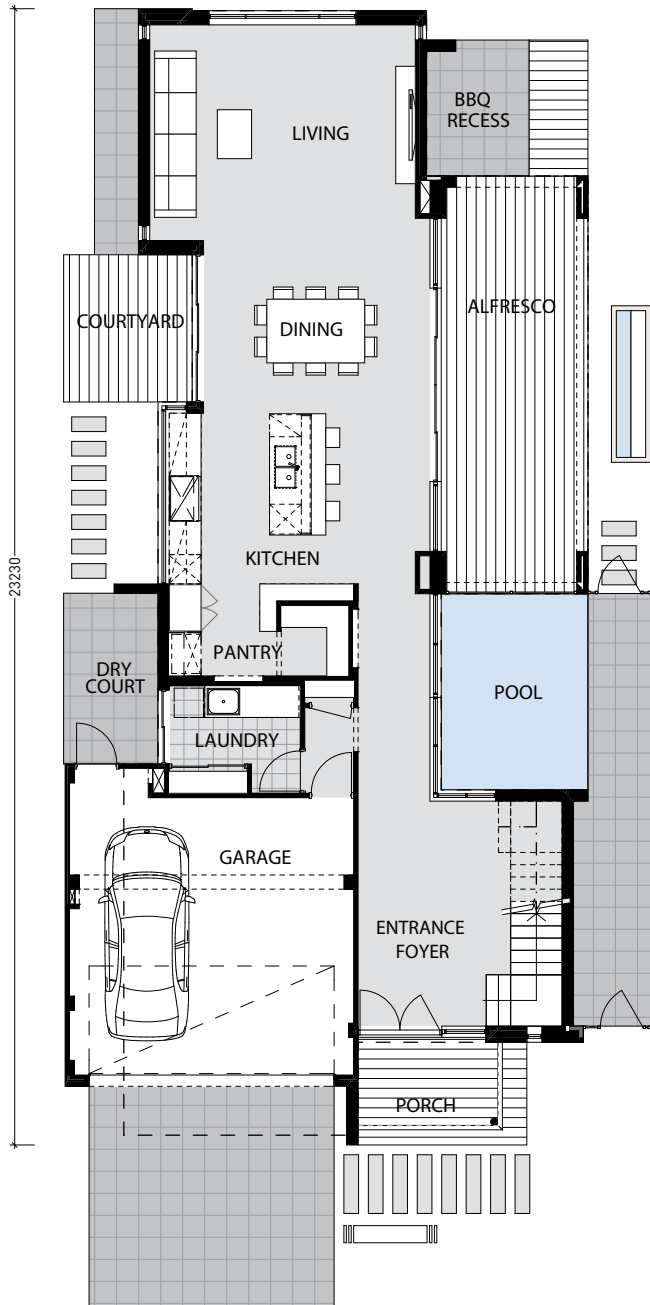 BBQ
RECESS
LIVING
ALFRESCO
COURTYARD
DINING
KITCHEN
23230
PANTRY
DRY
COURT
POOL
LAUNDRY
GARAGE
ENTRANCE
FOYER
PORCH